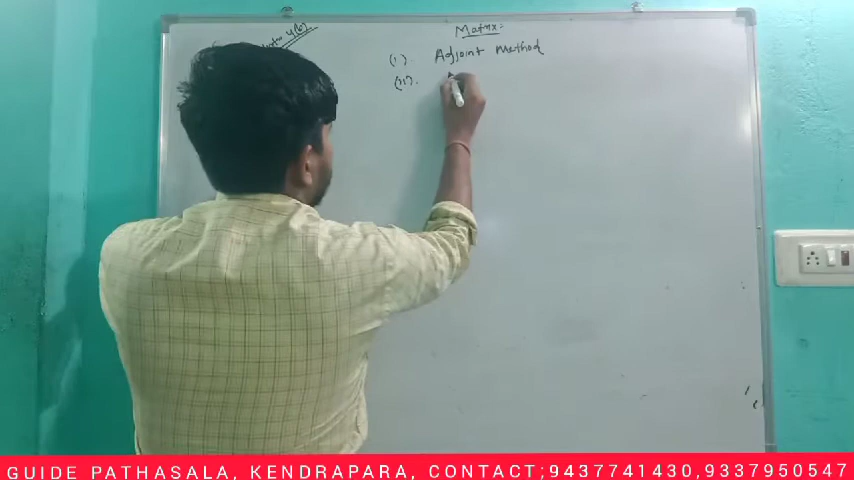 Matrix:
(i). Adjoint Method
(ii).
GUIDE PATHASALA, KENDRAPARA, CONTACT;9437741430,9337950547